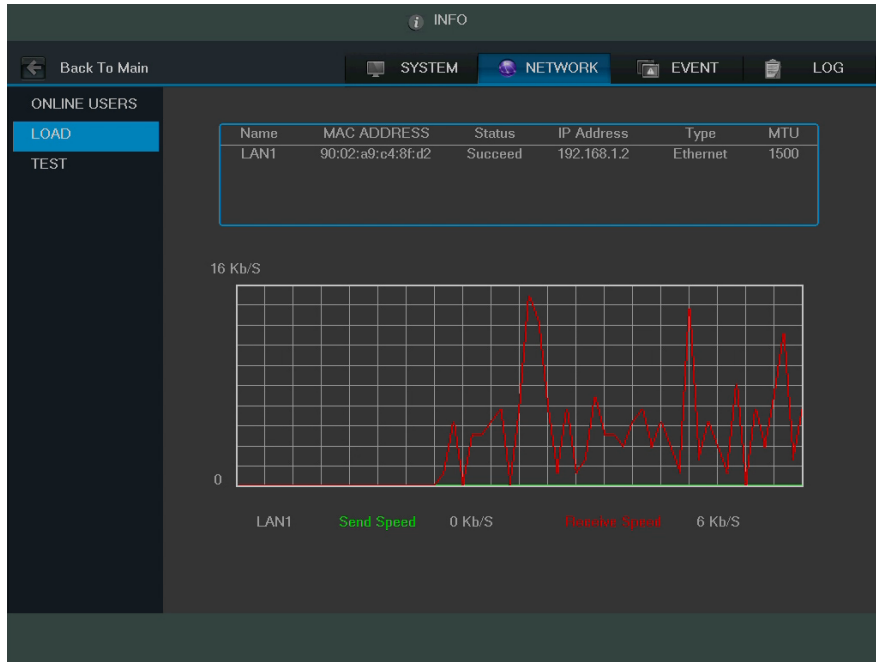 INFO
Back To Main
SYSTEM NETWORK EVENT LOG
ONLINE USERS
LOAD
TEST
Name MAC ADDRESS Status IP Address Type MTU
LAN1 90:02:a9:c4:8f:d2 Succeed 192.168.1.2 Ethernet 1500
16 Kb/S
0
LAN1 Send Speed 0 Kb/S Receive Speed 6 Kb/S